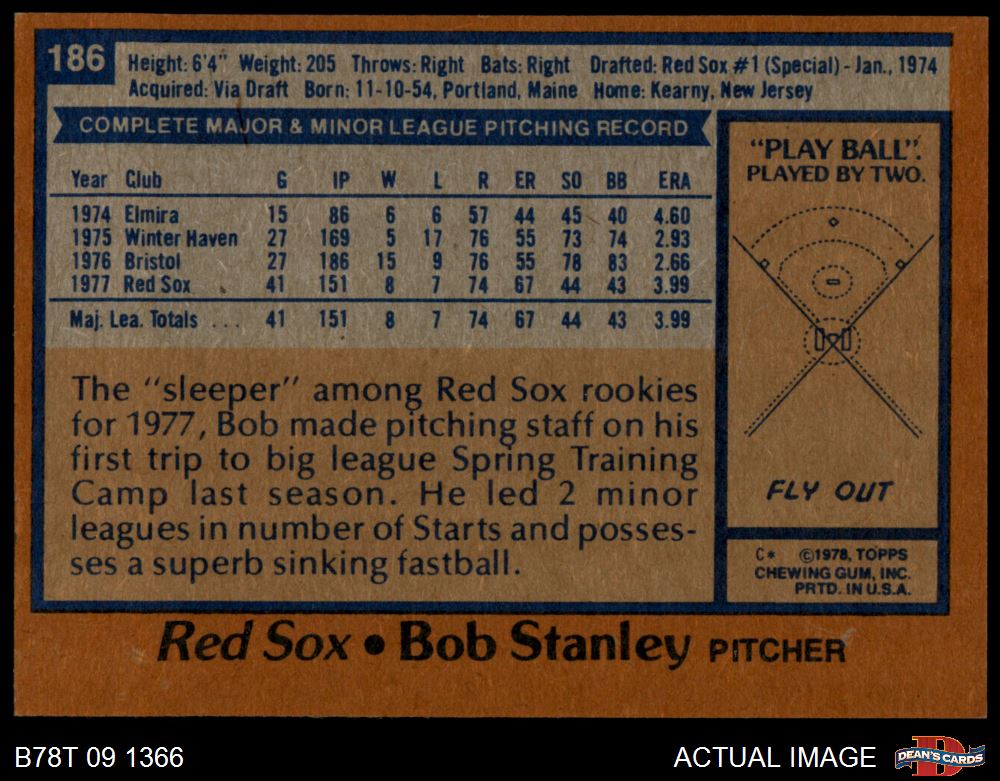 186
Height: 6'4" Weight: 205 Throws: Right Bats: Right Drafted: Red Sox #1 (Special) - Jan., 1974
Acquired: Via Draft Born: 11-10-54, Portland, Maine Home: Kearny, New Jersey
COMPLETE MAJOR & MINOR LEAGUE PITCHING RECORD
Year Club G IP W L R ER SO BB ERA
1974 Elmira 15 86 6 6 57 44 45 40 4.60
1975 Winter Haven 27 169 5 17 76 55 73 74 2.93
1976 Bristol 27 186 15 9 76 55 78 83 2.66
1977 Red Sox 41 151 8 7 74 67 44 43 3.99
Maj. Lea. Totals ... 41 151 8 7 74 67 44 43 3.99
The "sleeper" among Red Sox rookies
for 1977, Bob made pitching staff on his
first trip to big league Spring Training
Camp last season. He led 2 minor
leagues in number of Starts and posses-
ses a superb sinking fastball.
"PLAY BALL".
PLAYED BY TWO.
FLY OUT
C* ©1978, TOPPS
CHEWING GUM, INC.
PRTD. IN U.S.A.
Red Sox • Bob Stanley PITCHER
B78T 09 1366
ACTUAL IMAGE
D
DEAN'S CARDS